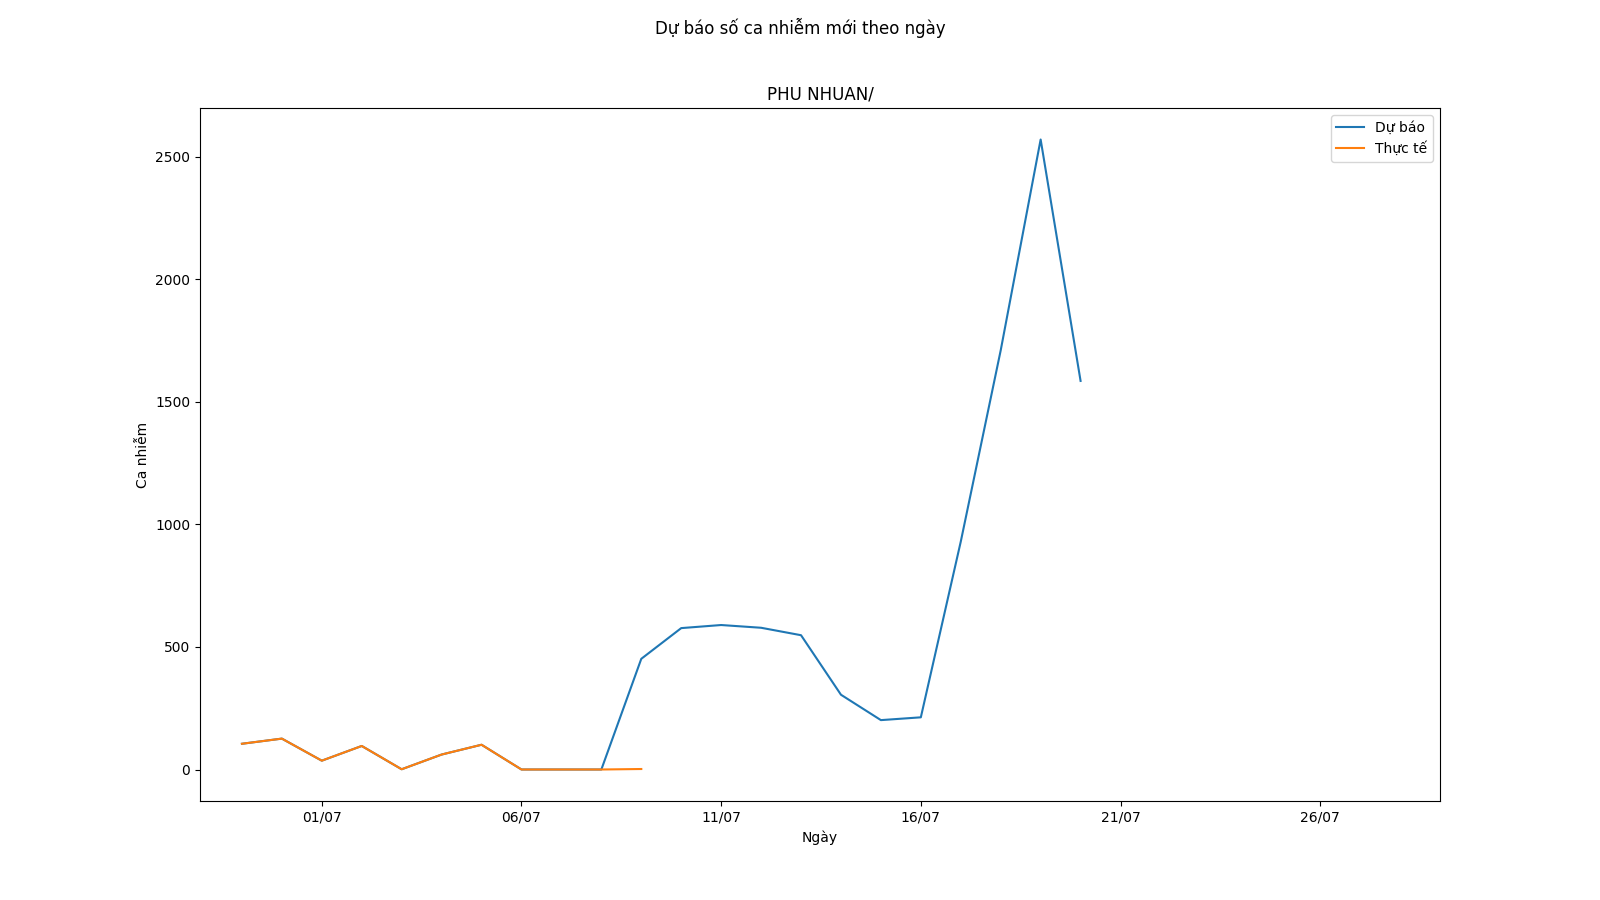 Dự báo số ca nhiễm mới theo ngày
PHU NHUAN/
Dự báo
Thực tế
2500
2000
1500
1000
500
0
Ca nhiễm
01/07
06/07
11/07
16/07
21/07
26/07
Ngày